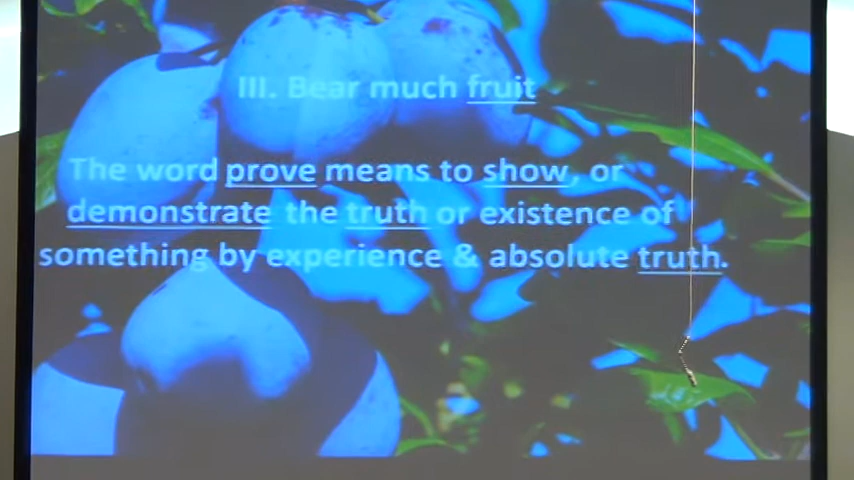 III. Bear much fruit
The word prove means to show, or
demonstrate the truth or existence of
something by experience & absolute truth.